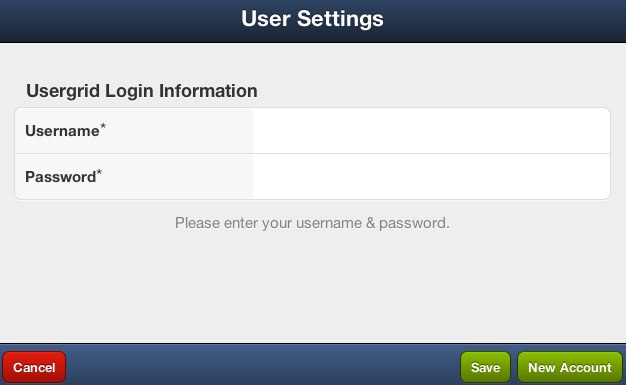 User Settings
Usergrid Login Information
Username*
Password*
Please enter your username & password.
Cancel Save New Account